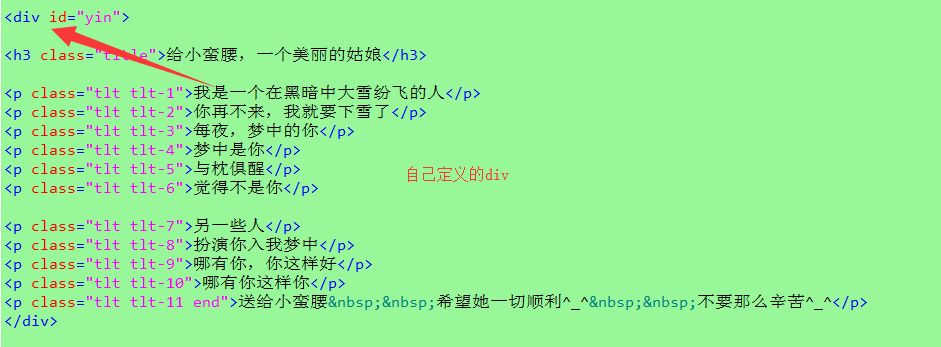 <div id="yin">
<h3 class="title">给小蛮腰，一个美丽的姑娘</h3>
<p class="tlt tlt-1">我是一个在黑暗中大雪纷飞的人</p>
<p class="tlt tlt-2">你再不来，我就要下雪了</p>
<p class="tlt tlt-3">每夜，梦中的你</p>
<p class="tlt tlt-4">梦中是你</p>
<p class="tlt tlt-5">与枕俱醒</p>
<p class="tlt tlt-6">觉得不是你</p>
自己定义的div
<p class="tlt tlt-7">另一些人</p>
<p class="tlt tlt-8">扮演你入我梦中</p>
<p class="tlt tlt-9">哪有你，你这样好</p>
<p class="tlt tlt-10">哪有你这样你</p>
<p class="tlt tlt-11 end">送给小蛮腰&nbsp;&nbsp;希望她一切顺利^_^&nbsp;&nbsp;不要那么辛苦^_^</p>
</div>